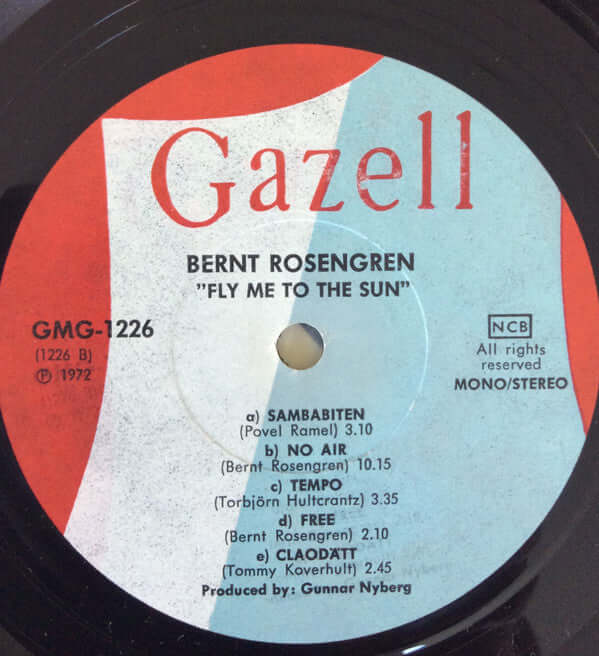 Gazell
BERNT ROSENGREN
"FLY ME TO THE SUN"
GMG-1226
(1226 B)
Ⓟ 1972
NCB
All rights
reserved
MONO/STEREO
a) SAMBABITEN
(Povel Ramel) 3.10
b) NO AIR
(Bernt Rosengren) 10.15
c) TEMPO
(Torbjörn Hultcrantz) 3.35
d) FREE
(Bernt Rosengren) 2.10
e) CLAODÄTT
(Tommy Koverhult) 2.45
Produced by: Gunnar Nyberg